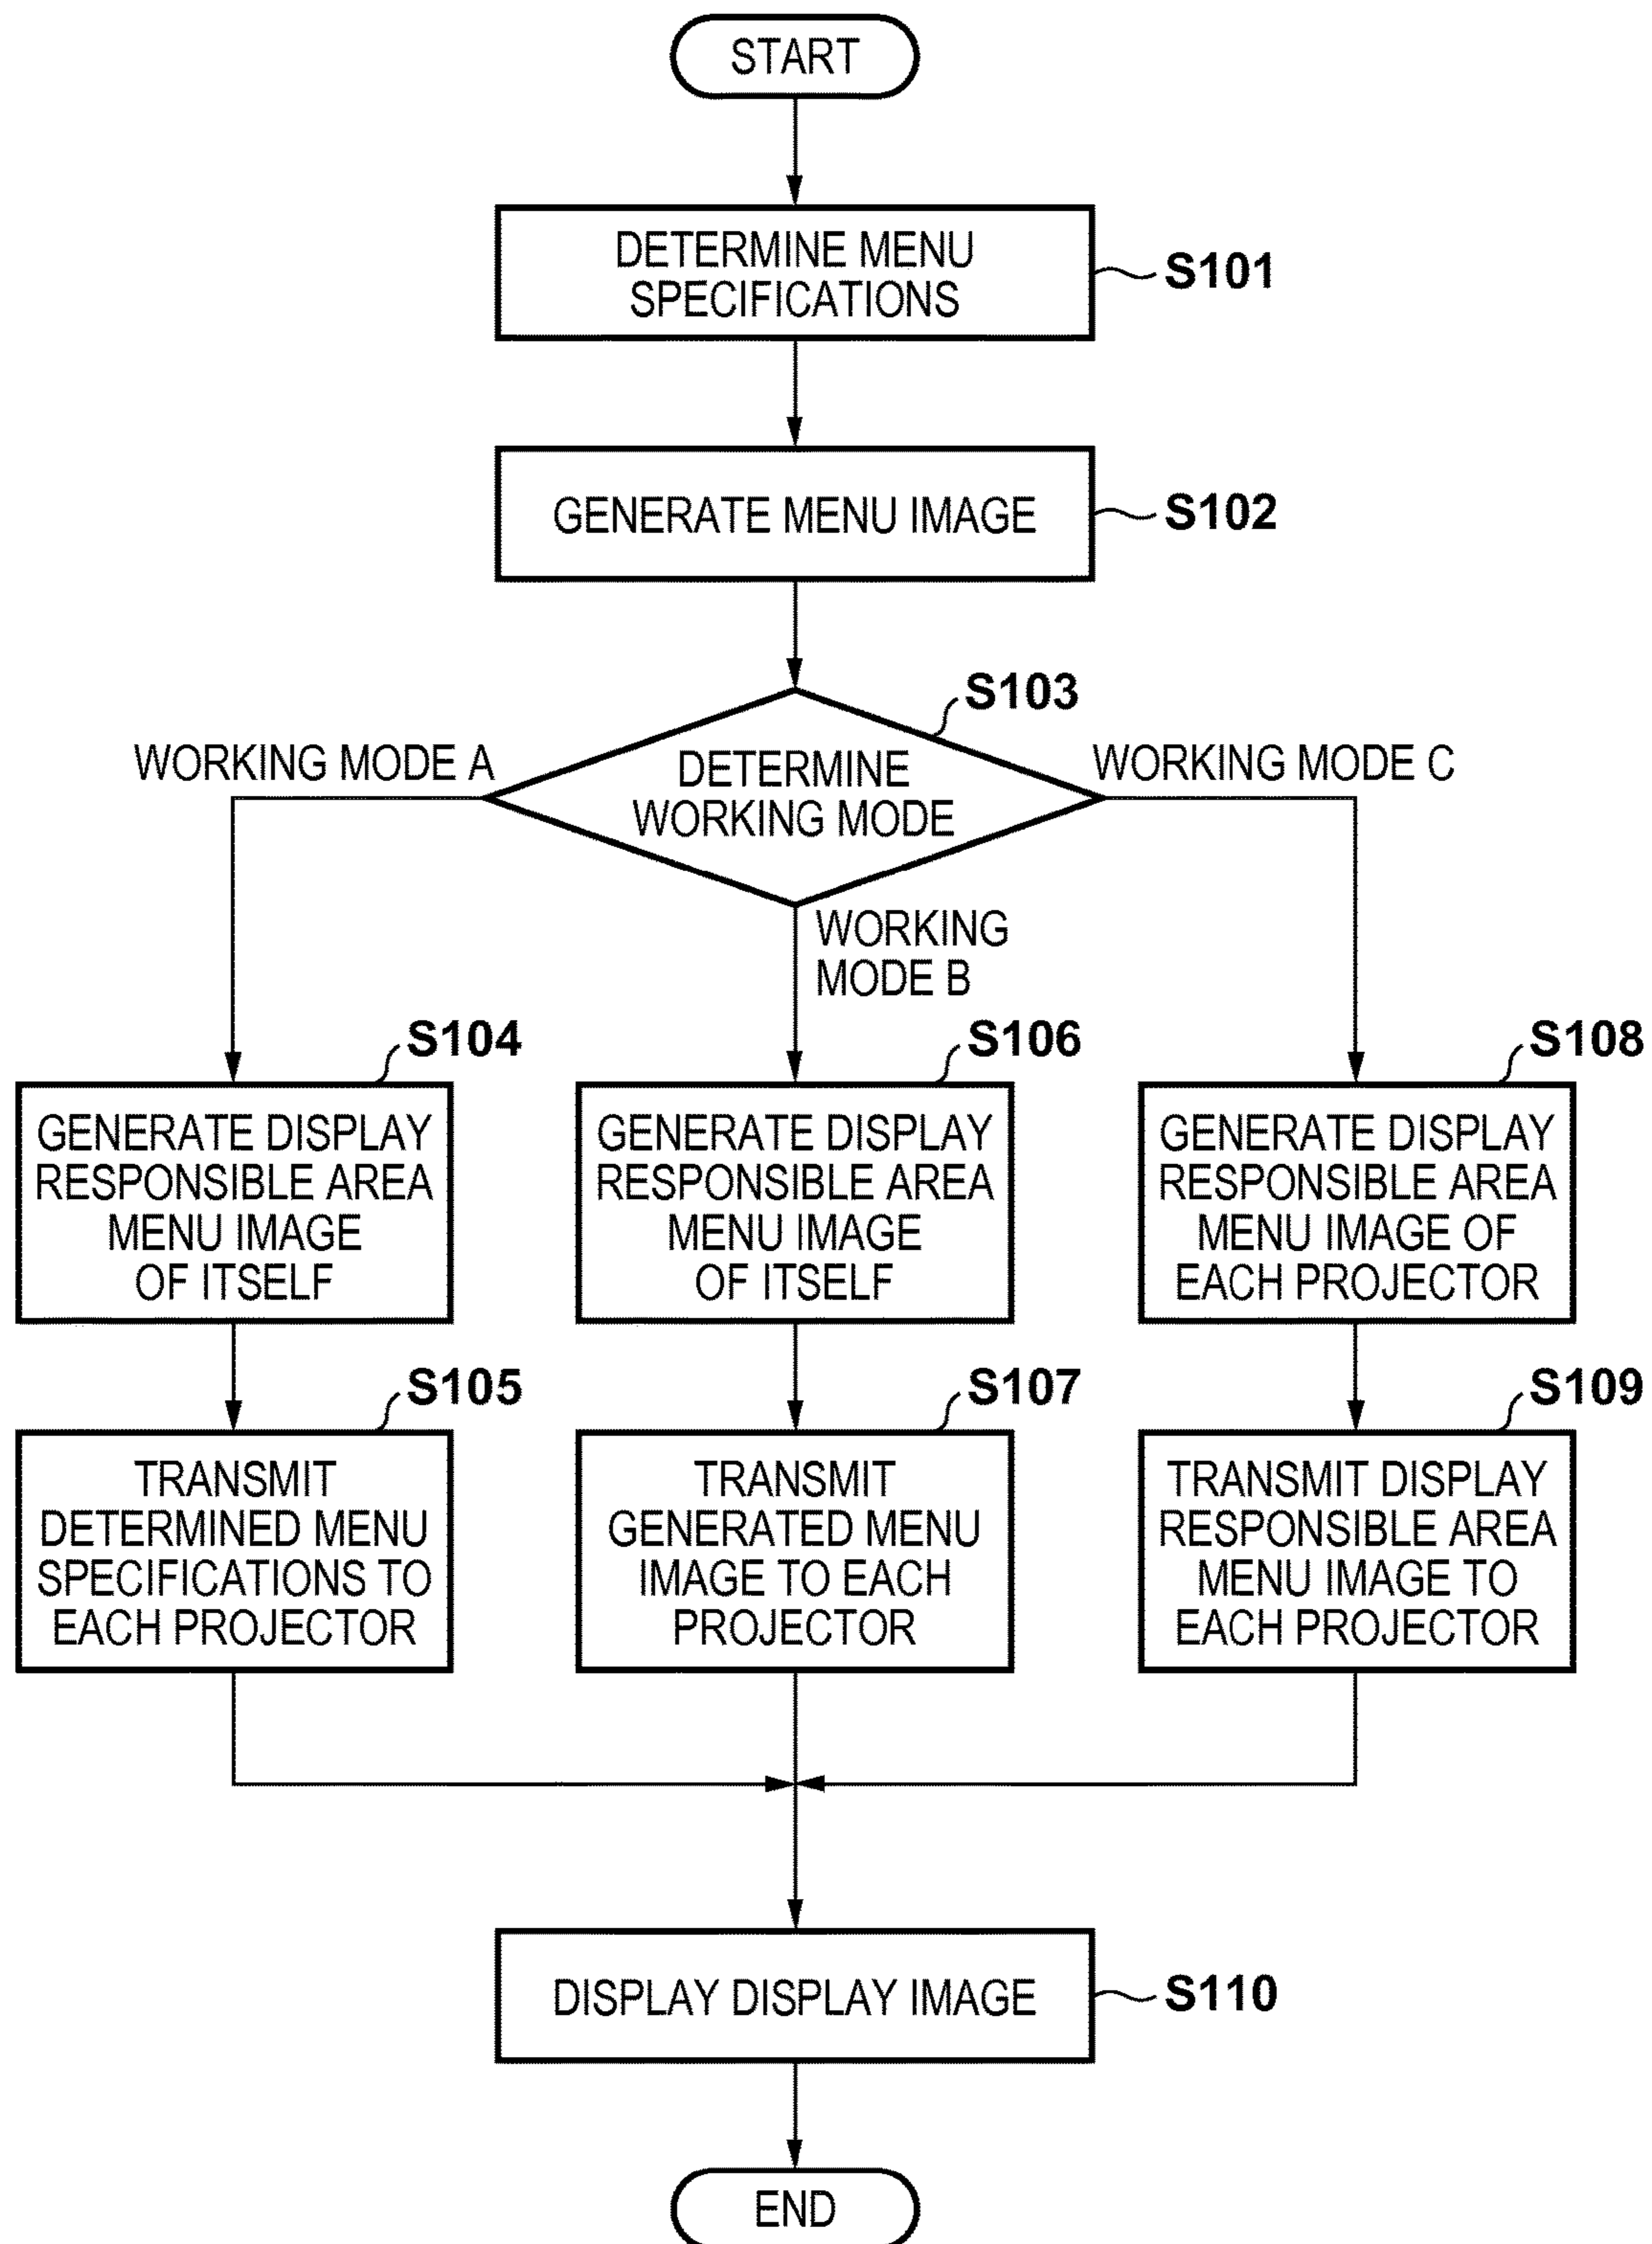 START
DETERMINE MENU
SPECIFICATIONS
S101
GENERATE MENU IMAGE
S102
S103
WORKING MODE A
DETERMINE
WORKING MODE
WORKING MODE C
WORKING
MODE B
S104
GENERATE DISPLAY
RESPONSIBLE AREA
MENU IMAGE
OF ITSELF
S106
GENERATE DISPLAY
RESPONSIBLE AREA
MENU IMAGE
OF ITSELF
S108
GENERATE DISPLAY
RESPONSIBLE AREA
MENU IMAGE OF
EACH PROJECTOR
S105
TRANSMIT
DETERMINED MENU
SPECIFICATIONS TO
EACH PROJECTOR
S107
TRANSMIT
GENERATED MENU
IMAGE TO EACH
PROJECTOR
S109
TRANSMIT DISPLAY
RESPONSIBLE AREA
MENU IMAGE TO
EACH PROJECTOR
DISPLAY DISPLAY IMAGE
S110
END